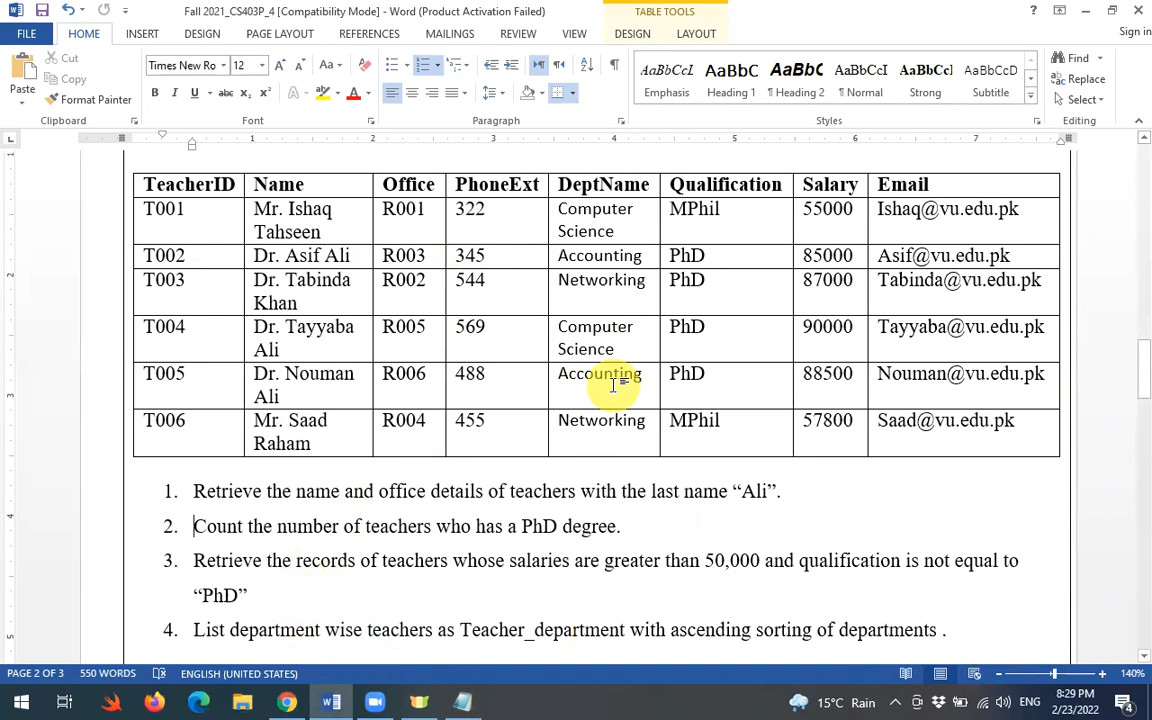 Fall 2021_CS403P_4 [Compatibility Mode] - Word (Product Activation Failed)
TABLE TOOLS
FILE HOME INSERT DESIGN PAGE LAYOUT REFERENCES MAILINGS REVIEW VIEW DESIGN LAYOUT Sign in
Paste
Cut
Copy
Format Painter
Clipboard
Times New Ro 12
Font
Paragraph
AaBbCcI AaBbC AaBbC AaBbCcI AaBbCc AaBbCcI
Emphasis Heading 1 ¶ Heading 2 ¶ Normal Strong Subtitle
Styles
Find
Replace
Select
Editing
1 2 3 4 5 6 7
TeacherID Name Office PhoneExt DeptName Qualification Salary Email
T001 Mr. Ishaq Tahseen R001 322 Computer Science MPhil 55000 Ishaq@vu.edu.pk
T002 Dr. Asif Ali R003 345 Accounting PhD 85000 Asif@vu.edu.pk
T003 Dr. Tabinda Khan R002 544 Networking PhD 87000 Tabinda@vu.edu.pk
T004 Dr. Tayyaba Ali R005 569 Computer Science PhD 90000 Tayyaba@vu.edu.pk
T005 Dr. Nouman Ali R006 488 Accounting PhD 88500 Nouman@vu.edu.pk
T006 Mr. Saad Raham R004 455 Networking MPhil 57800 Saad@vu.edu.pk
1. Retrieve the name and office details of teachers with the last name “Ali”.
2. Count the number of teachers who has a PhD degree.
3. Retrieve the records of teachers whose salaries are greater than 50,000 and qualification is not equal to
“PhD”
4. List department wise teachers as Teacher_department with ascending sorting of departments .
PAGE 2 OF 3 550 WORDS ENGLISH (UNITED STATES) 140%
15°C Rain ENG 8:29 PM
2/23/2022 4